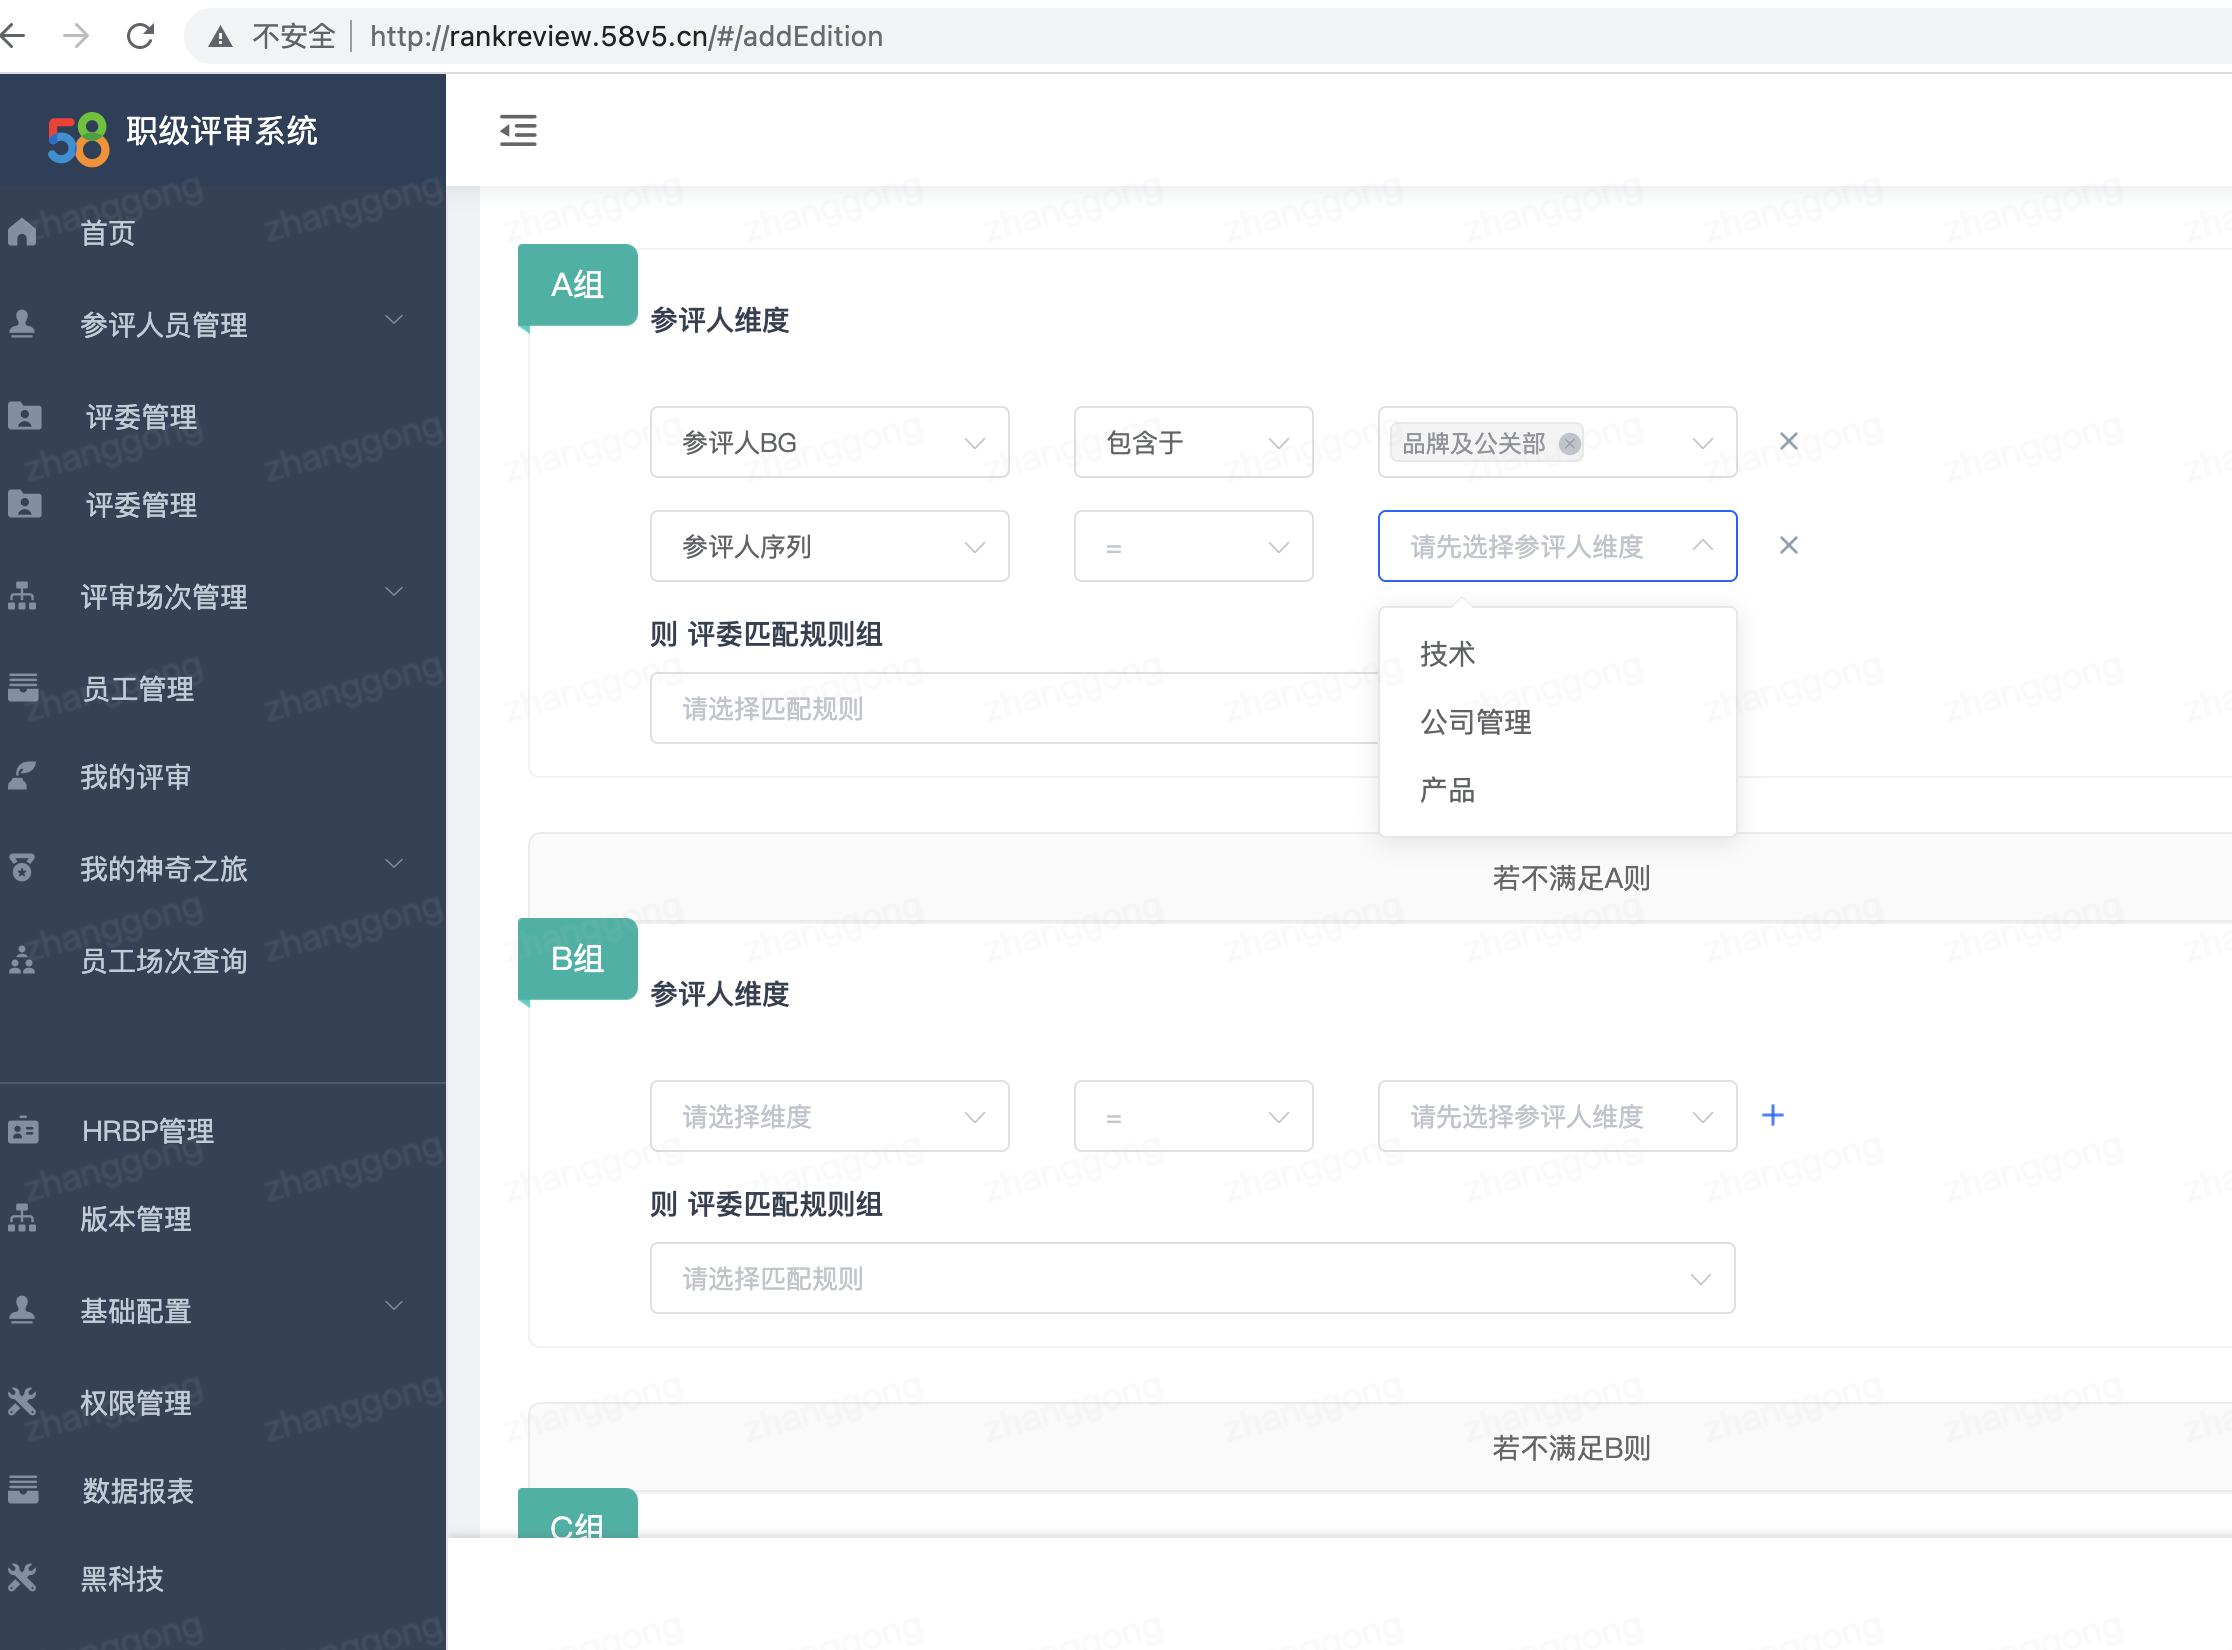 不安全 | http://rankreview.58v5.cn/#/addEdition
58 职级评审系统
首页
参评人员管理
评委管理
评委管理
评审场次管理
员工管理
我的评审
我的神奇之旅
员工场次查询
HRBP管理
版本管理
基础配置
权限管理
数据报表
黑科技
A组
参评人维度
参评人BG 包含于 品牌及公关部
参评人序列 = 请先选择参评人维度
技术
公司管理
产品
则 评委匹配规则组
请选择匹配规则
若不满足A则
B组
参评人维度
请选择维度 = 请先选择参评人维度
则 评委匹配规则组
请选择匹配规则
若不满足B则
C组
zhanggong